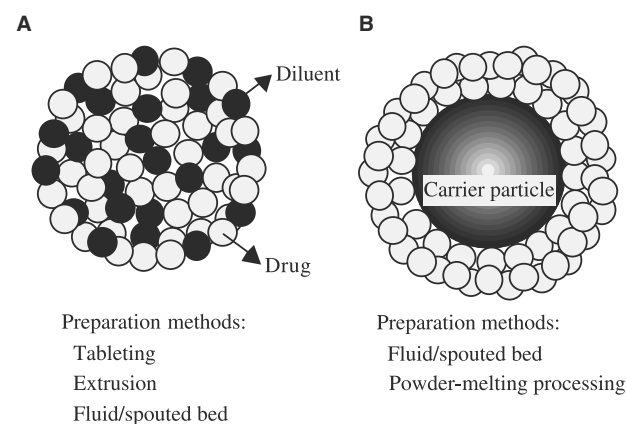 A
Diluent
Drug
Preparation methods:
Tableting
Extrusion
Fluid/spouted bed
B
Carrier particle
Preparation methods:
Fluid/spouted bed
Powder-melting processing